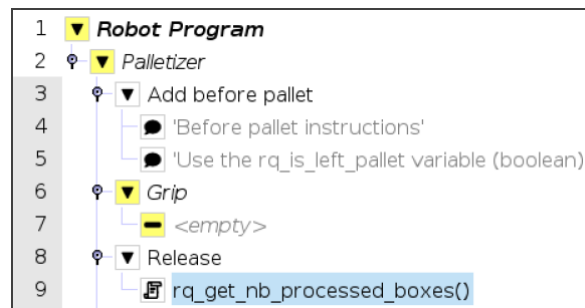 1 Robot Program
2 Palletizer
3 Add before pallet
4 'Before pallet instructions'
5 'Use the rq_is_left_pallet variable (boolean)
6 Grip
7 <empty>
8 Release
9 rq_get_nb_processed_boxes()